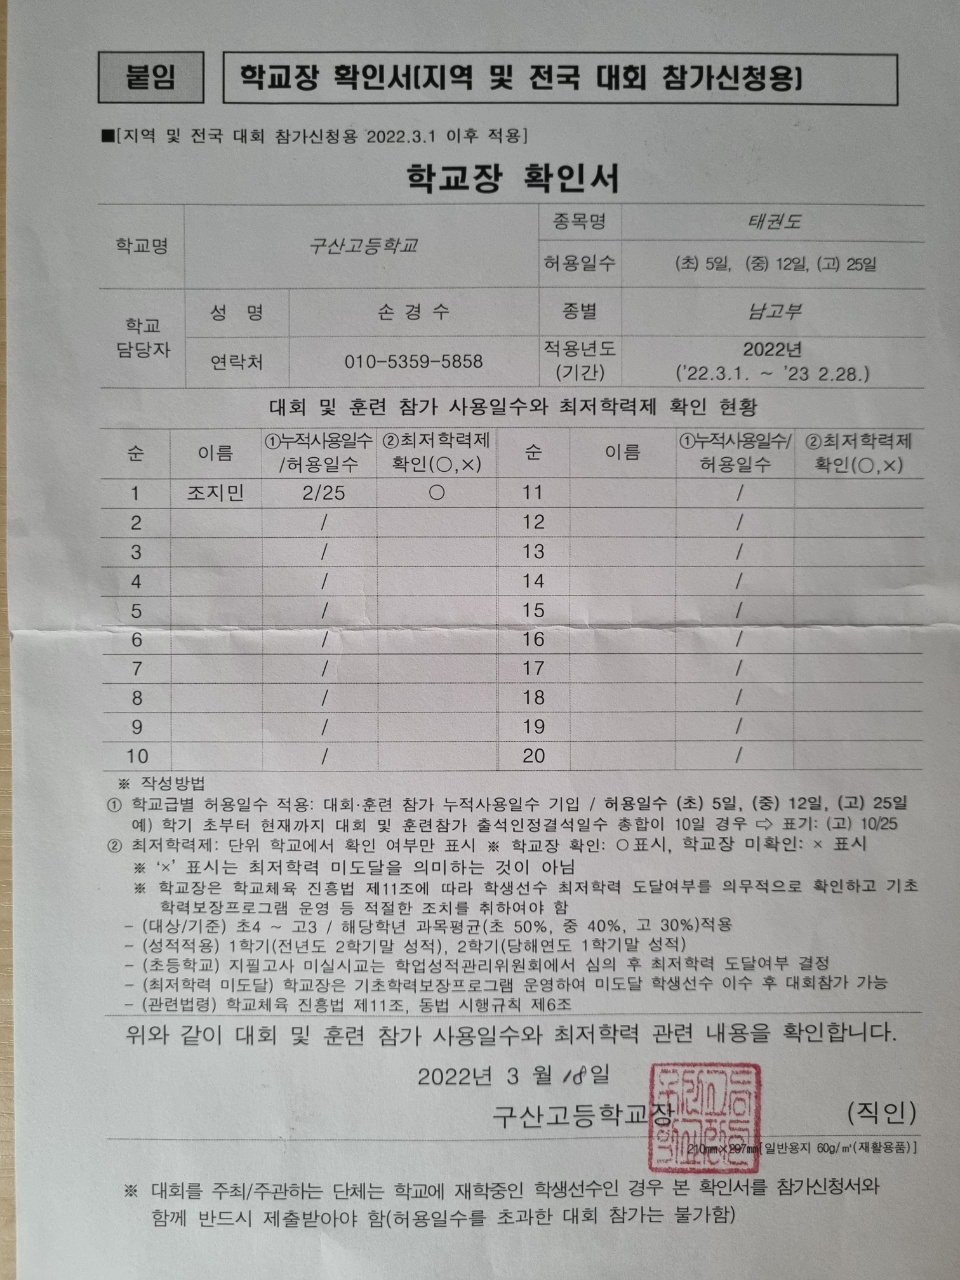 붙임
학교장 확인서(지역 및 전국 대회 참가신청용)
■[지역 및 전국 대회 참가신청용 2022.3.1 이후 적용]
학교장 확인서
학교명 구산고등학교 종목명 태권도
허용일수 (초) 5일, (중) 12일, (고) 25일
학교 담당자 성 명 손 경 수 종별 남고부
연락처 010-5359-5858 적용년도 (기간) 2022년 ('22.3.1. ~ '23 2.28.)
대회 및 훈련 참가 사용일수와 최저학력제 확인 현황
순 이름 ①누적사용일수/허용일수 ②최저학력제 확인(○,×) 순 이름 ①누적사용일수/허용일수 ②최저학력제 확인(○,×)
1 조지민 2/25 ○ 11 /
2 / 12 /
3 / 13 /
4 / 14 /
5 / 15 /
6 / 16 /
7 / 17 /
8 / 18 /
9 / 19 /
10 / 20 /
※ 작성방법
① 학교급별 허용일수 적용: 대회·훈련 참가 누적사용일수 기입 / 허용일수 (초) 5일, (중) 12일, (고) 25일
예) 학기 초부터 현재까지 대회 및 훈련참가 출석인정결석일수 총합이 10일 경우 ⇨ 표기: (고) 10/25
② 최저학력제: 단위 학교에서 확인 여부만 표시 ※ 학교장 확인: ○표시, 학교장 미확인: × 표시
※ '×' 표시는 최저학력 미도달을 의미하는 것이 아님
※ 학교장은 학교체육 진흥법 제11조에 따라 학생선수 최저학력 도달여부를 의무적으로 확인하고 기초
학력보장프로그램 운영 등 적절한 조치를 취하여야 함
- (대상/기준) 초4 ~ 고3 / 해당학년 과목평균(초 50%, 중 40%, 고 30%)적용
- (성적적용) 1학기(전년도 2학기말 성적), 2학기(당해연도 1학기말 성적)
- (초등학교) 지필고사 미실시교는 학업성적관리위원회에서 심의 후 최저학력 도달여부 결정
- (최저학력 미도달) 학교장은 기초학력보장프로그램 운영하여 미도달 학생선수 이수 후 대회참가 가능
- (관련법령) 학교체육 진흥법 제11조, 동법 시행규칙 제6조
위와 같이 대회 및 훈련 참가 사용일수와 최저학력 관련 내용을 확인합니다.
2022년 3 월 18일
구산고등학교장 (직인)
210㎜×297㎜[일반용지 60g/㎡(재활용품)]
※ 대회를 주최/주관하는 단체는 학교에 재학중인 학생선수인 경우 본 확인서를 참가신청서와
함께 반드시 제출받아야 함(허용일수를 초과한 대회 참가는 불가함)